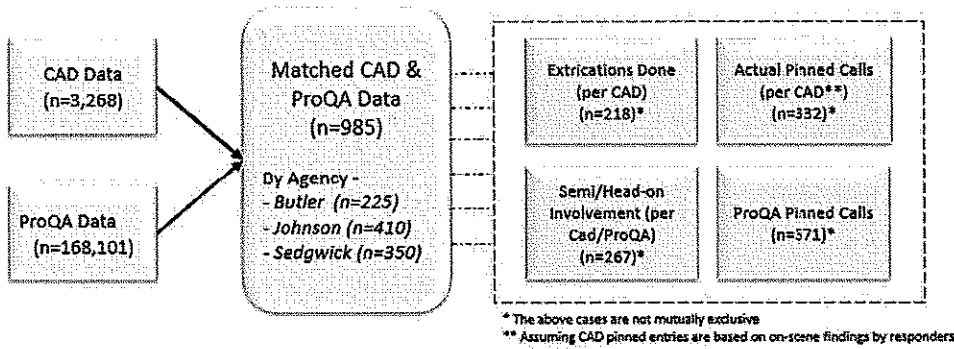 CAD Data
(n=3,268)
ProQA Data
(n=168,101)
Matched CAD &
ProQA Data
(n=985)
By Agency -
- Butler (n=225)
- Johnson (n=410)
- Sedgwick (n=350)
Extrications Done
(per CAD)
(n=218)*
Actual Pinned Calls
(per CAD**)
(n=332)*
Semi/Head-on
Involvement (per
Cad/ProQA)
(n=267)*
ProQA Pinned Calls
(n=571)*
* The above cases are not mutually exclusive
** Assuming CAD pinned entries are based on on-scene findings by responders